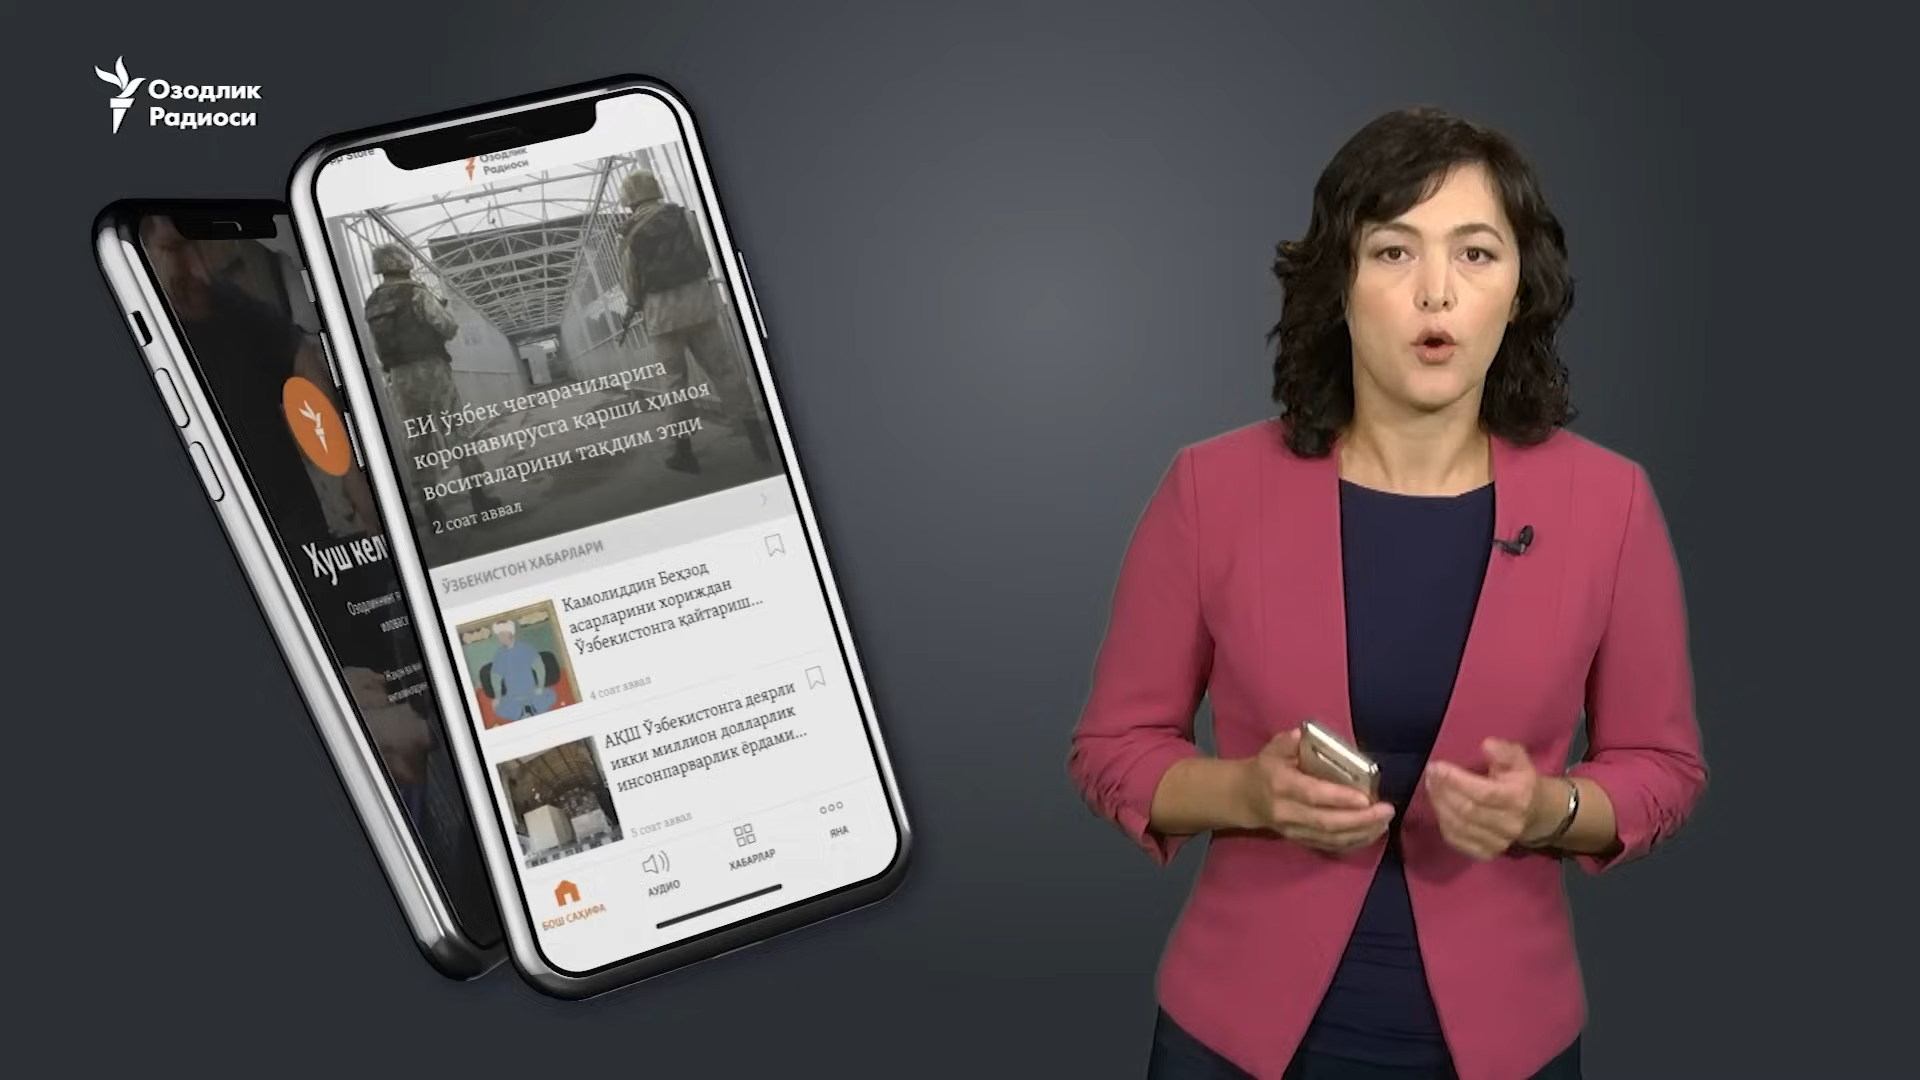 Озодлик
Радиоси
pp Store
Озодлик
Радиоси
ЕИ ўзбек чегарачиларига
коронавирусга қарши ҳимоя
воситаларини тақдим этди
2 соат аввал
ЎЗБЕКИСТОН ХАБАРЛАРИ
Камолиддин Беҳзод
асарларини хориждан
Ўзбекистонга қайтариш...
4 соат аввал
АҚШ Ўзбекистонга деярли
икки миллион долларлик
инсонпарварлик ёрдами...
5 соат аввал
БОШ САҲИФА
АУДИО
ХАБАРЛАР
ЯНА
Хуш кел